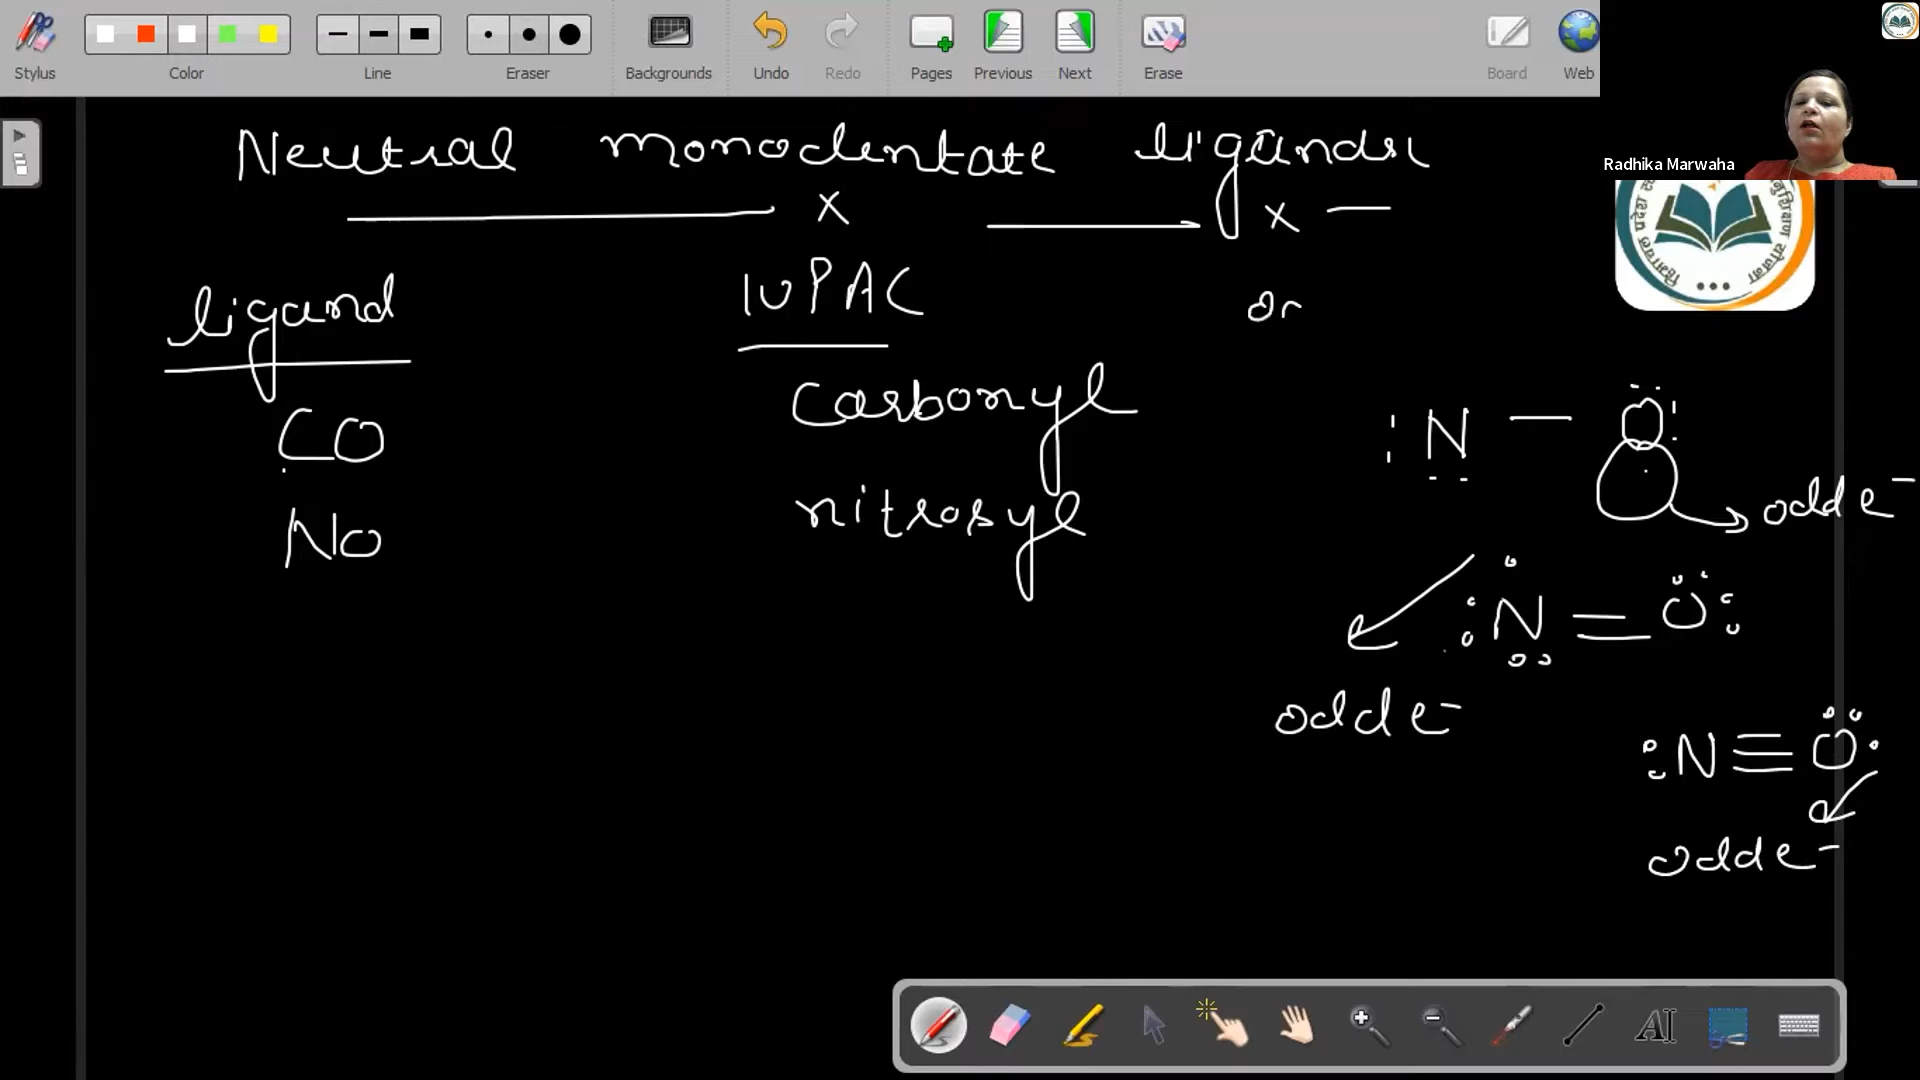 Stylus Color Line Eraser Backgrounds Undo Redo Pages Previous Next Erase Board Web
Radhika Marwaha
Neutral monodentate ligands
x x
ligand IUPAC or
CO Carbonyl
NO nitrosyl
:N̤ — Ö: odd e⁻
:N = Ö:
odd e⁻
:N ≡ Ö·
odd e⁻
AI